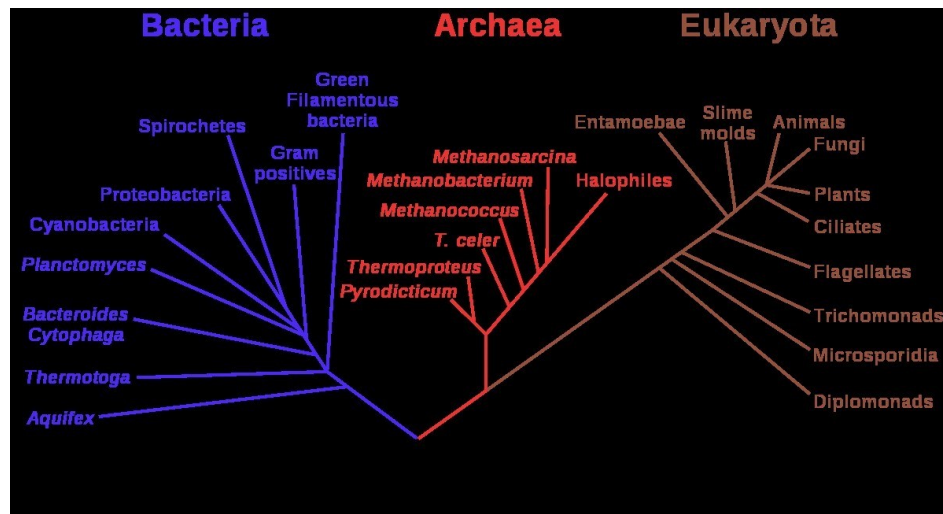 Bacteria
Archaea
Eukaryota
Green
Filamentous
bacteria
Spirochetes
Gram
positives
Proteobacteria
Cyanobacteria
Planctomyces
Bacteroides
Cytophaga
Thermotoga
Aquifex
Methanosarcina
Methanobacterium
Halophiles
Methanococcus
T. celer
Thermoproteus
Pyrodicticum
Entamoebae
Slime
molds
Animals
Fungi
Plants
Ciliates
Flagellates
Trichomonads
Microsporidia
Diplomonads